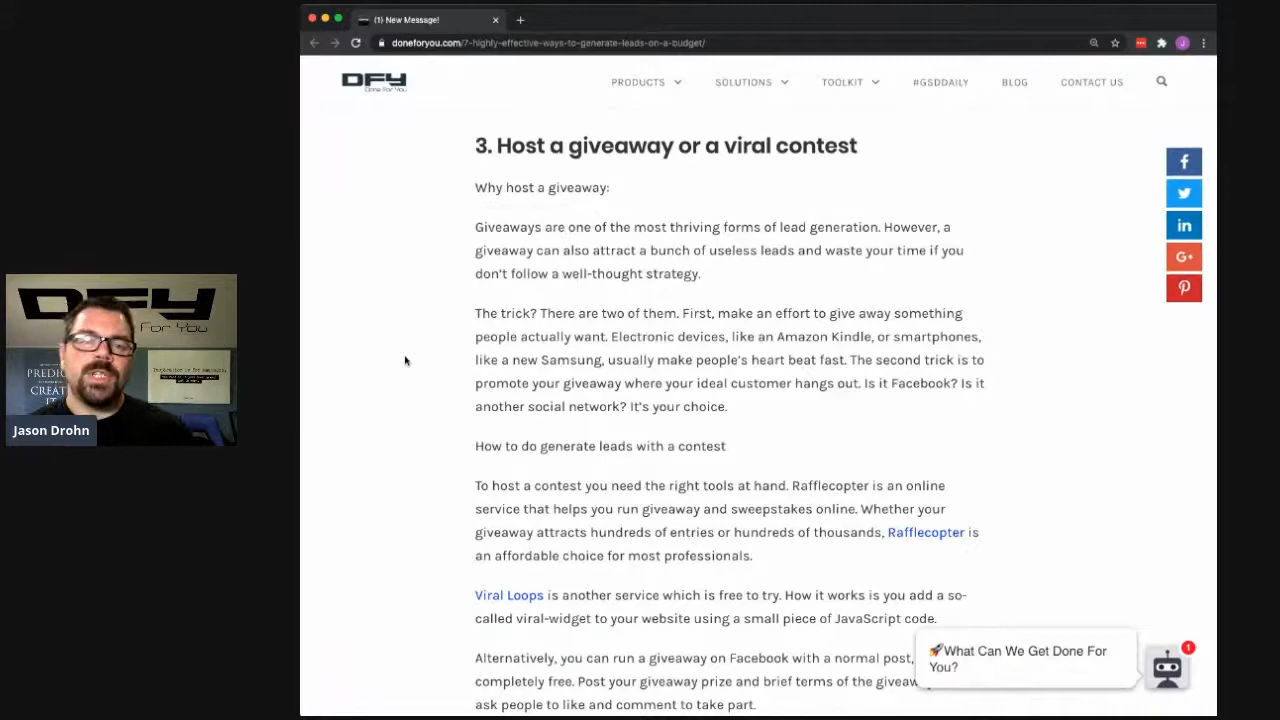 (1) New Message!
doneforyou.com/7-highly-effective-ways-to-generate-leads-on-a-budget/
DFY
Done For You
PRODUCTS
SOLUTIONS
TOOLKIT
#GSDDAILY
BLOG
CONTACT US
3. Host a giveaway or a viral contest
Why host a giveaway:
Giveaways are one of the most thriving forms of lead generation. However, a
giveaway can also attract a bunch of useless leads and waste your time if you
don't follow a well-thought strategy.
The trick? There are two of them. First, make an effort to give away something
people actually want. Electronic devices, like an Amazon Kindle, or smartphones,
like a new Samsung, usually make people's heart beat fast. The second trick is to
promote your giveaway where your ideal customer hangs out. Is it Facebook? Is it
another social network? It's your choice.
How to do generate leads with a contest
To host a contest you need the right tools at hand. Rafflecopter is an online
service that helps you run giveaway and sweepstakes online. Whether your
giveaway attracts hundreds of entries or hundreds of thousands, Rafflecopter is
an affordable choice for most professionals.
Viral Loops is another service which is free to try. How it works is you add a so-
called viral-widget to your website using a small piece of JavaScript code.
Alternatively, you can run a giveaway on Facebook with a normal post,
completely free. Post your giveaway prize and brief terms of the
ask people to like and comment to take part.
🚀What Can We Get Done For
You?
1
f
in
G+
J
DFY
For You
PREDIC
CREAT
IT
Jason Drohn